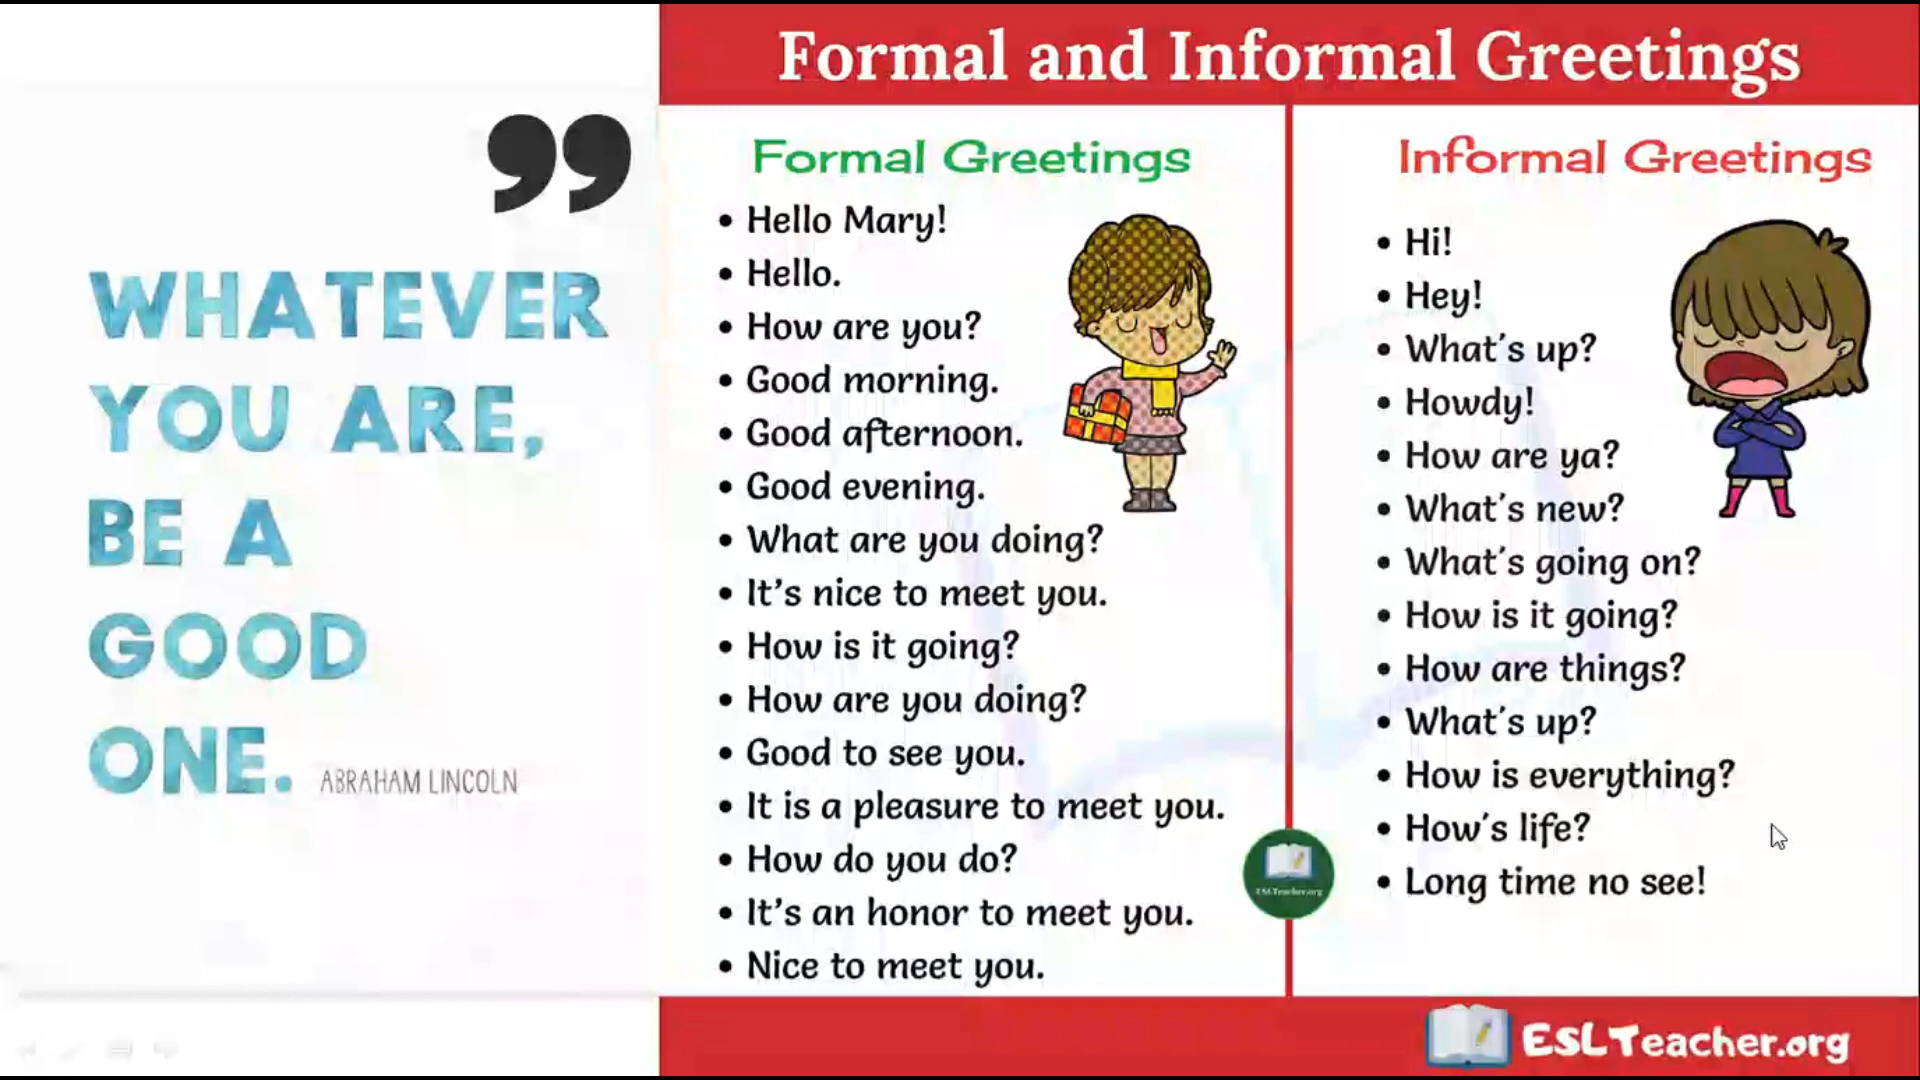 WHATEVER
YOU ARE,
BE A
GOOD
ONE. ABRAHAM LINCOLN
Formal and Informal Greetings
Formal Greetings
• Hello Mary!
• Hello.
• How are you?
• Good morning.
• Good afternoon.
• Good evening.
• What are you doing?
• It's nice to meet you.
• How is it going?
• How are you doing?
• Good to see you.
• It is a pleasure to meet you.
• How do you do?
• It's an honor to meet you.
• Nice to meet you.
Informal Greetings
• Hi!
• Hey!
• What's up?
• Howdy!
• How are ya?
• What's new?
• What's going on?
• How is it going?
• How are things?
• What's up?
• How is everything?
• How's life?
• Long time no see!
ESLTeacher.org
ESLTeacher.org